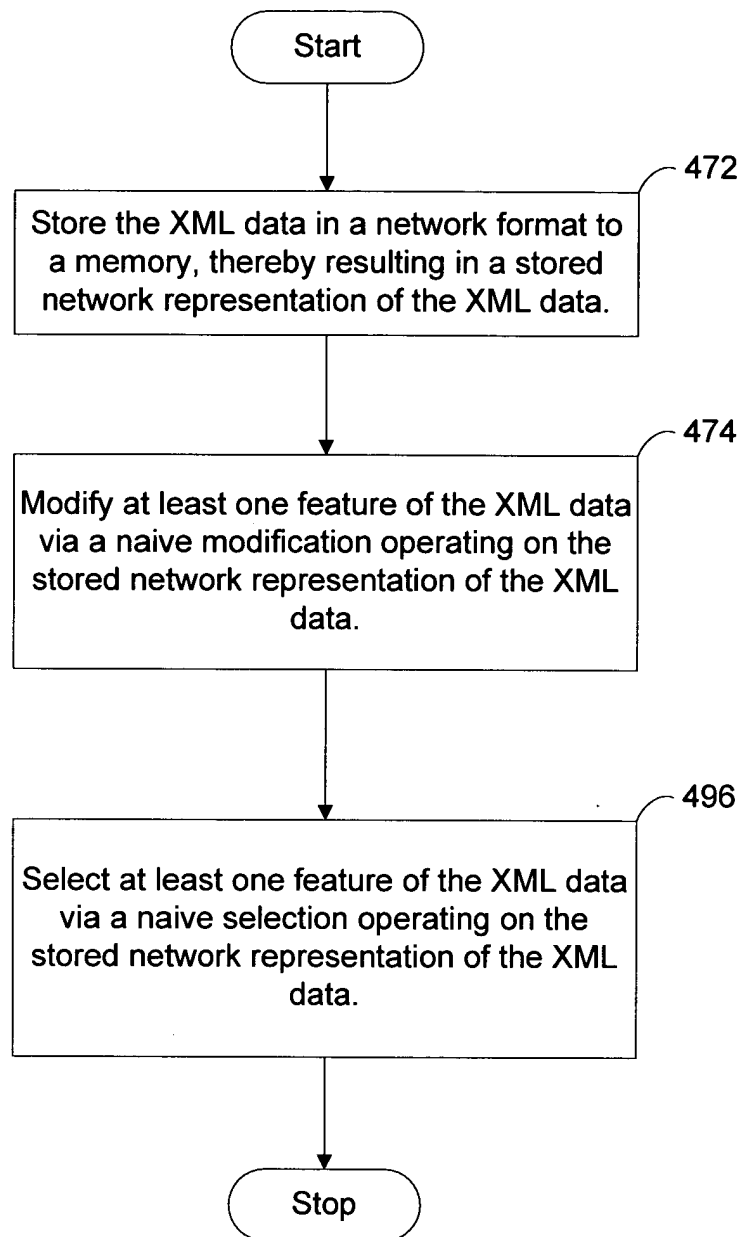 Start
472
Store the XML data in a network format to
a memory, thereby resulting in a stored
network representation of the XML data.
474
Modify at least one feature of the XML data
via a naive modification operating on the
stored network representation of the XML
data.
496
Select at least one feature of the XML data
via a naive selection operating on the
stored network representation of the XML
data.
Stop